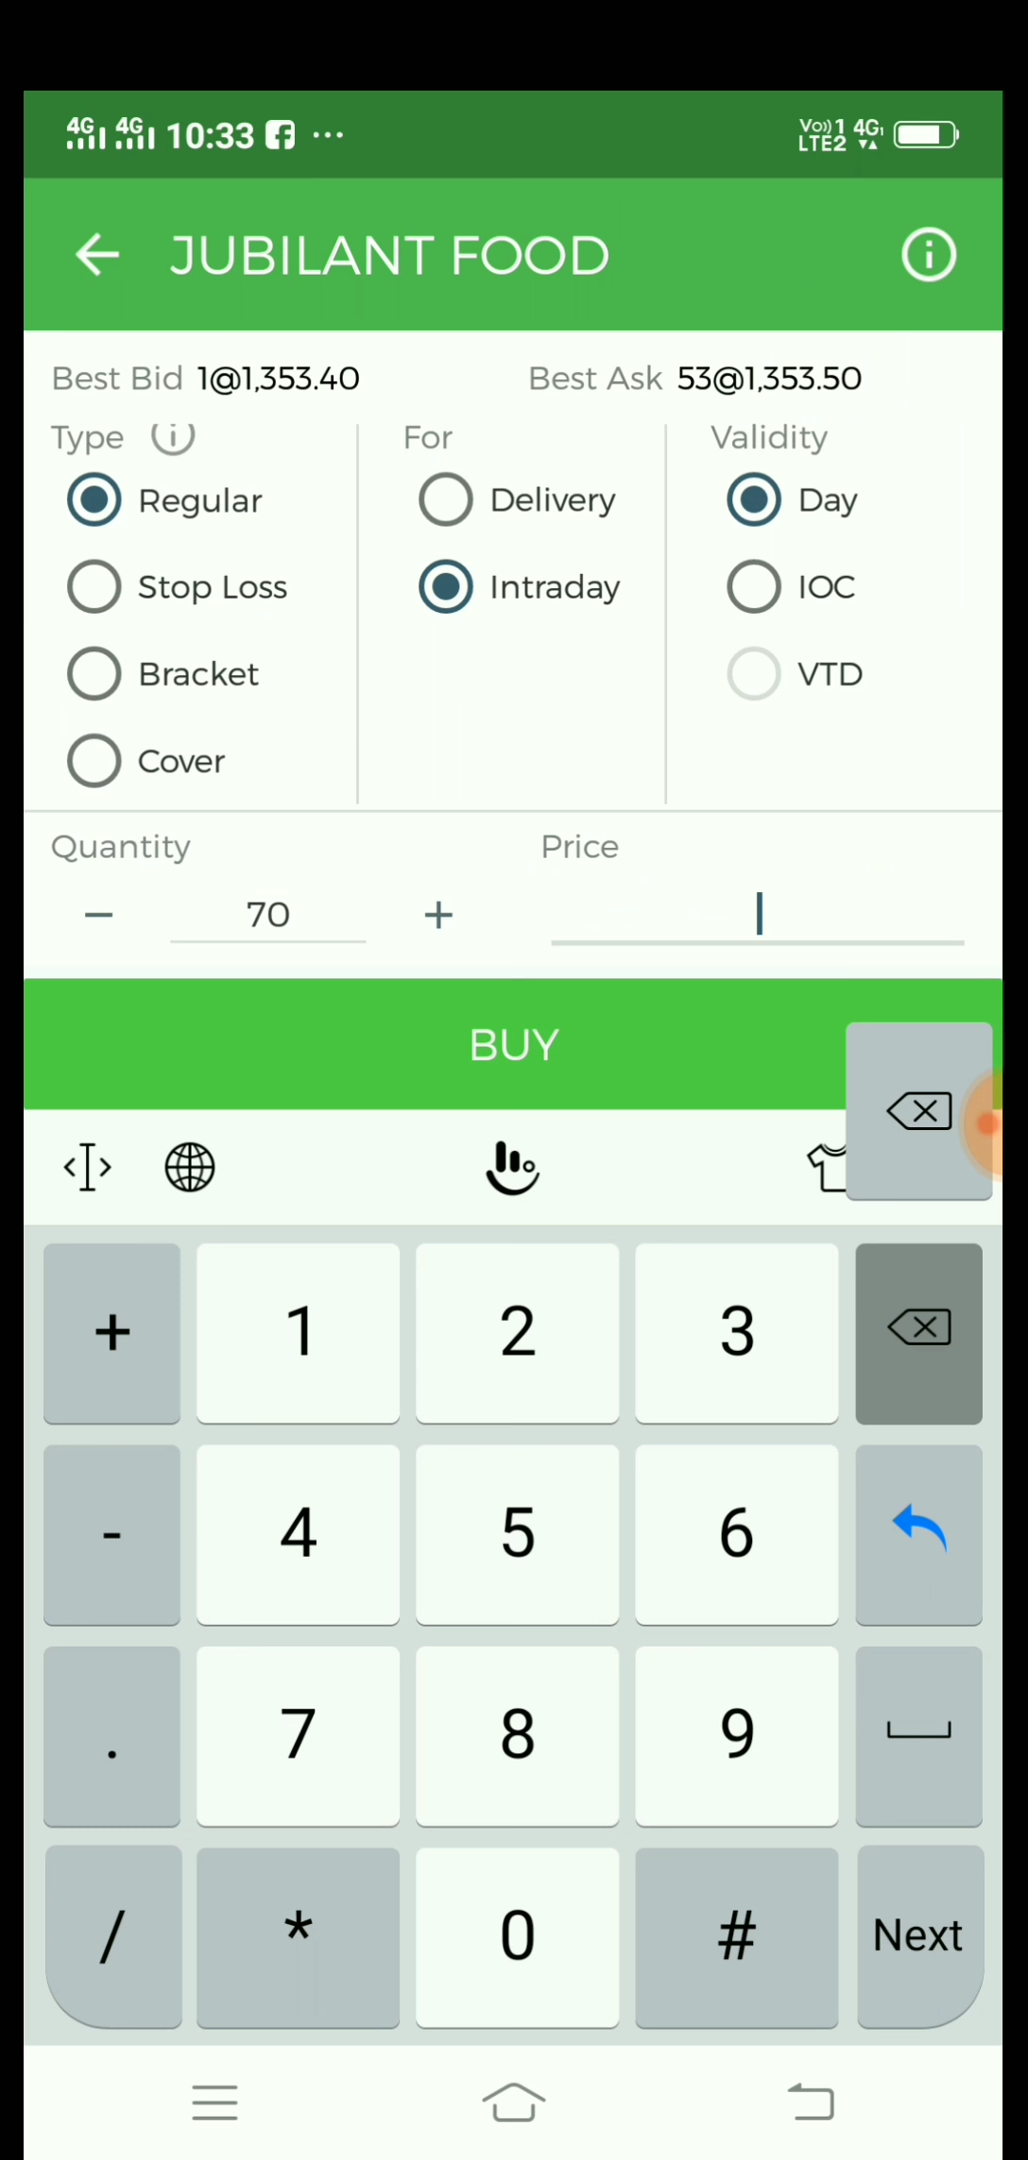 4G 4G 10:33 ... Vo)) 1 LTE2 4G
JUBILANT FOOD
Best Bid 1@1,353.40 Best Ask 53@1,353.50
Type For Validity
Regular Delivery Day
Stop Loss Intraday IOC
Bracket VTD
Cover
Quantity Price
− 70 +
BUY
+ 1 2 3
- 4 5 6
. 7 8 9
/ * 0 # Next